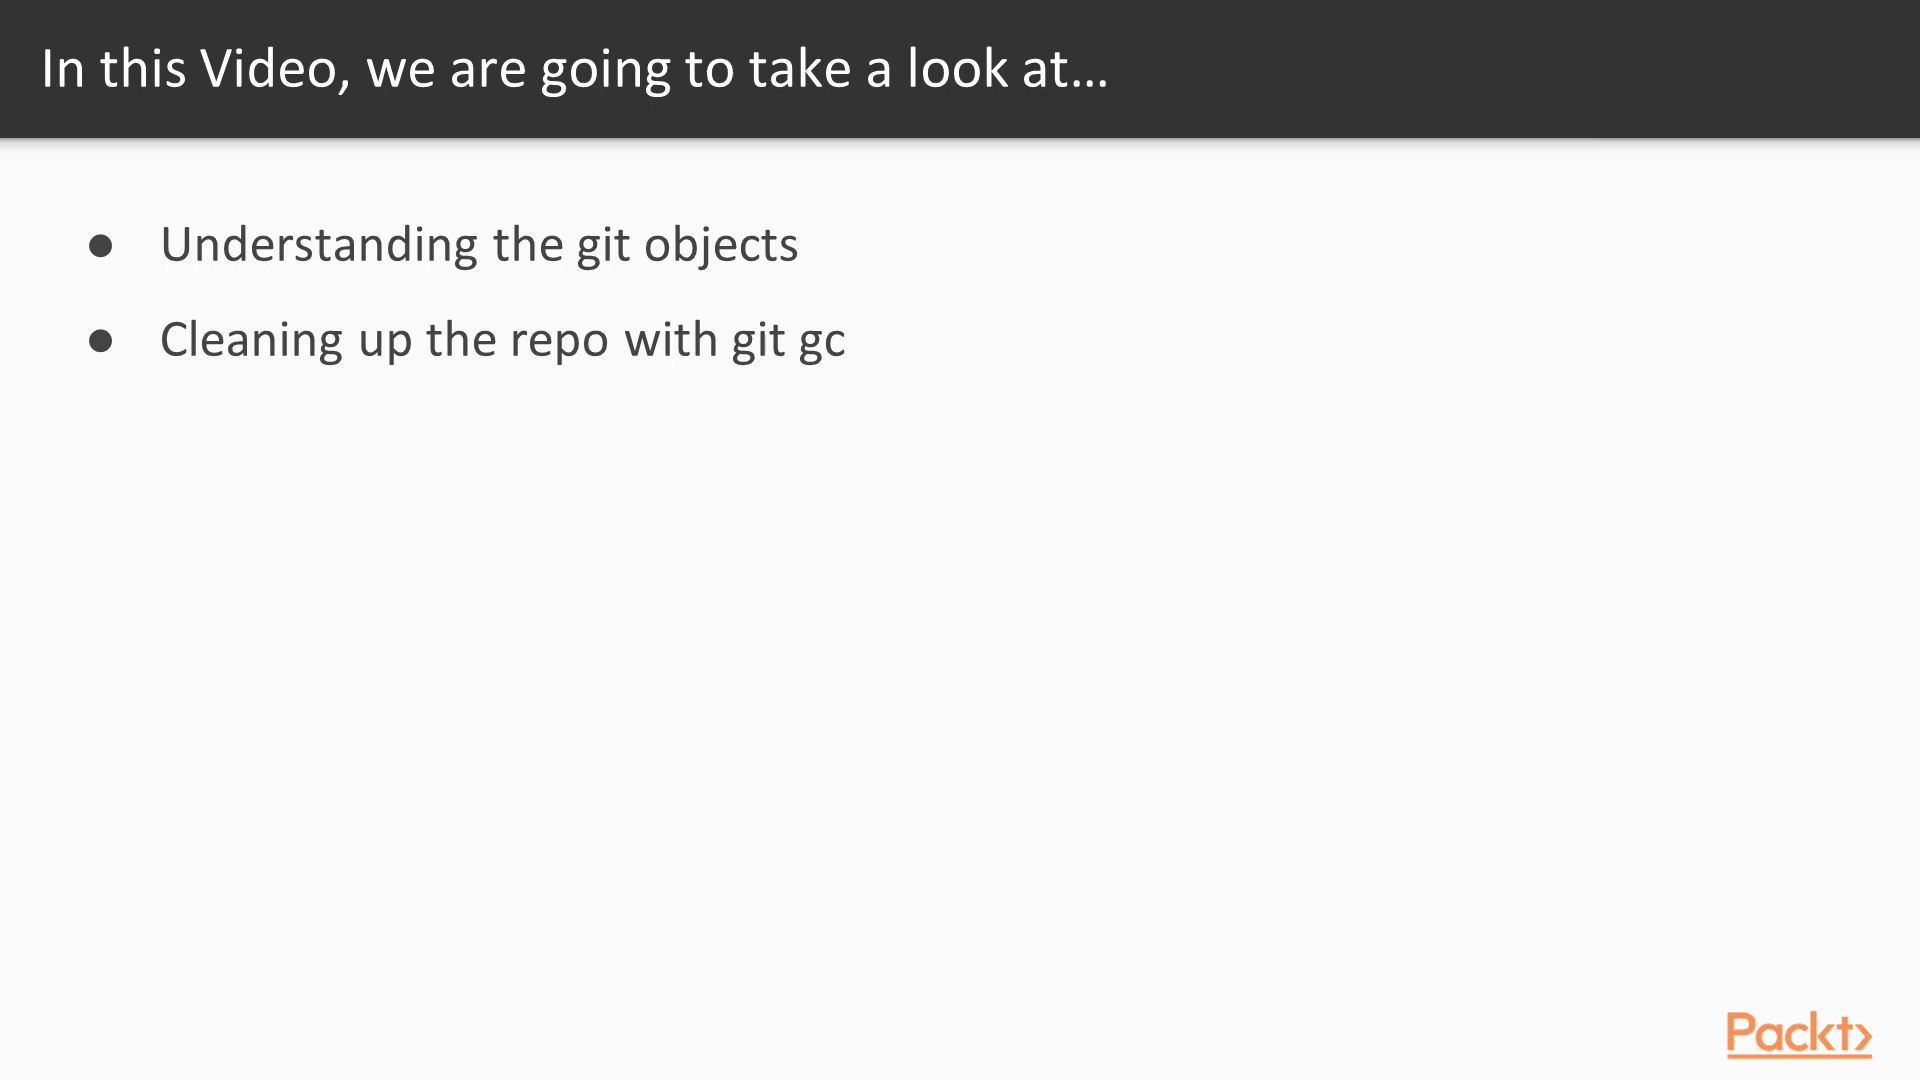 In this Video, we are going to take a look at…
● Understanding the git objects
● Cleaning up the repo with git gc
Packt>